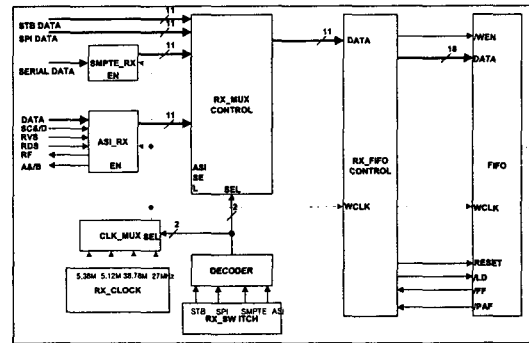 STB DATA
SPI DATA
SERIAL DATA
SMPTE_RX
EN
11
11
11
11
DATA
SC&/D
RVS
RDS
RF
A&/B
ASI_RX
EN
RX_MUX
CONTROL
ASI
SE
L
SEL
2
2
CLK_MUX
SEL
5.38M 5.12M 38.78M 27MHz
RX_CLOCK
DECODER
STB SPI SMPTE ASI
RX_SWITCH
11
DATA
RX_FIFO
CONTROL
WCLK
/WEN
18
DATA
FIFO
WCLK
RESET
/LD
/FF
/PAF